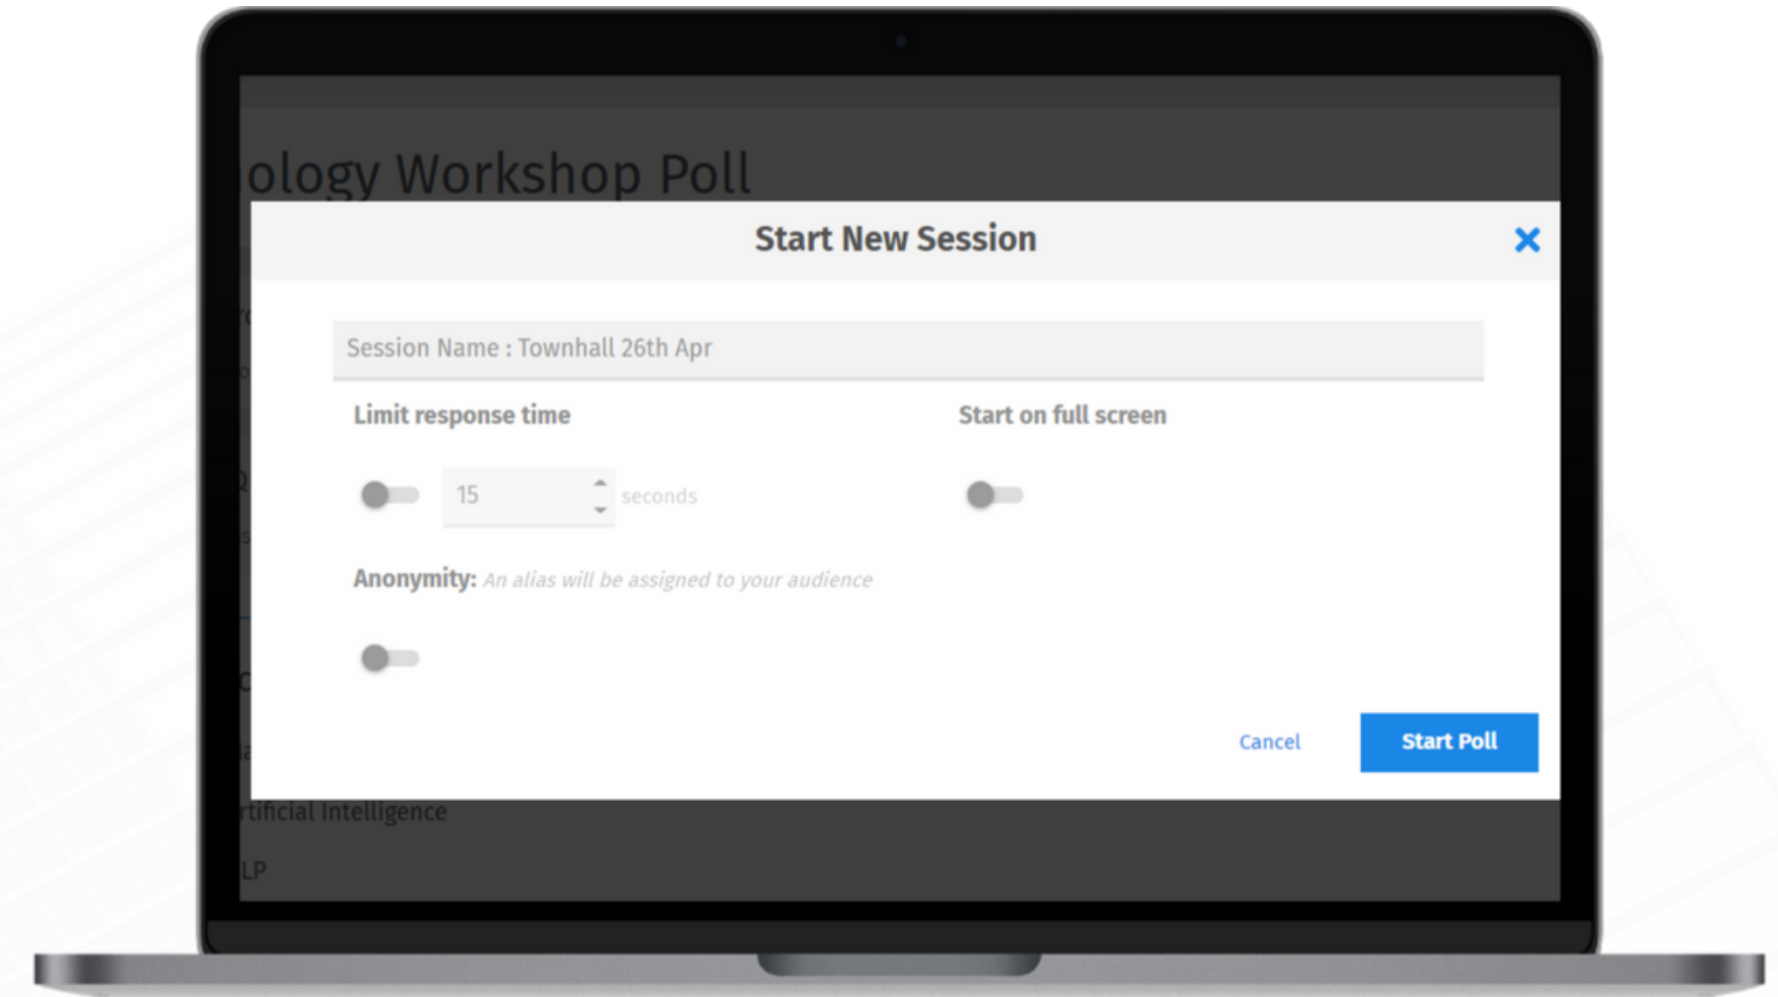 ology Workshop Poll
Start New Session
Session Name : Townhall 26th Apr
Limit response time
Start on full screen
15
seconds
Anonymity: An alias will be assigned to your audience
Cancel
Start Poll
rtificial Intelligence
LP